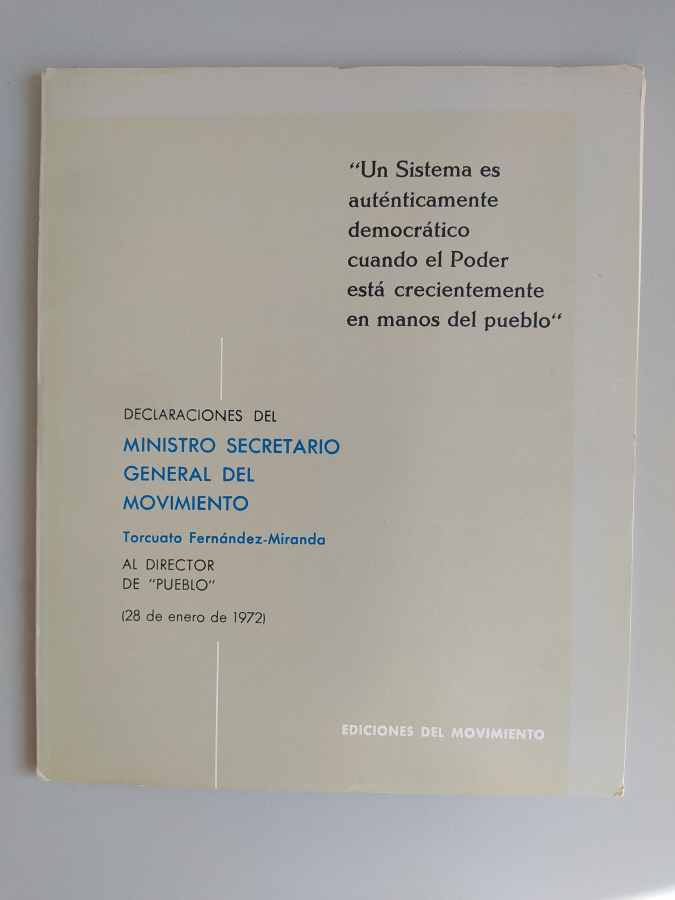 “Un Sistema es
auténticamente
democrático
cuando el Poder
está crecientemente
en manos del pueblo“
DECLARACIONES DEL
MINISTRO SECRETARIO
GENERAL DEL
MOVIMIENTO
Torcuato Fernández-Miranda
AL DIRECTOR
DE “PUEBLO“
(28 de enero de 1972)
EDICIONES DEL MOVIMIENTO